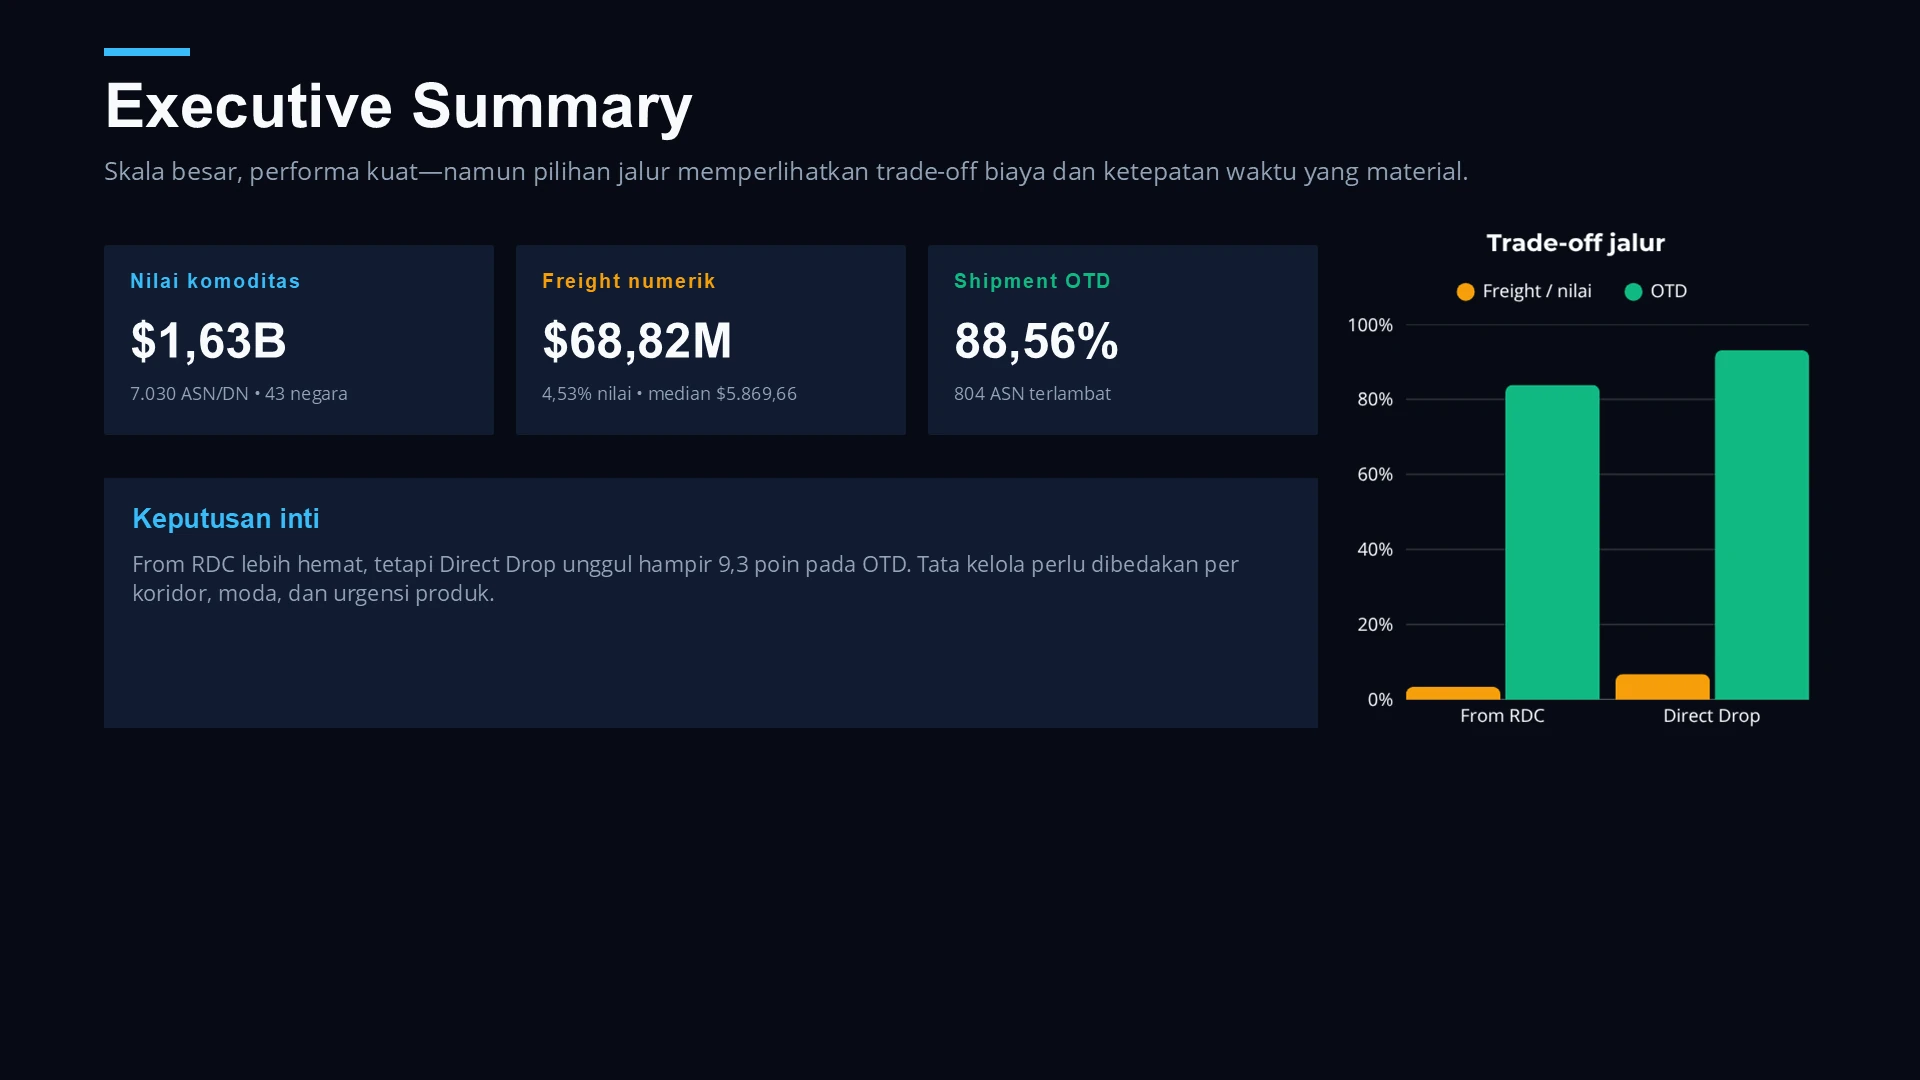 Executive Summary
Skala besar, performa kuat—namun pilihan jalur memperlihatkan trade-off biaya dan ketepatan waktu yang material.
Nilai komoditas
$1,63B
7.030 ASN/DN • 43 negara
Freight numerik
$68,82M
4,53% nilai • median $5.869,66
Shipment OTD
88,56%
804 ASN terlambat
Keputusan inti
From RDC lebih hemat, tetapi Direct Drop unggul hampir 9,3 poin pada OTD. Tata kelola perlu dibedakan per
koridor, moda, dan urgensi produk.
Trade-off jalur
Freight / nilai
OTD
100%
80%
60%
40%
20%
0%
From RDC
Direct Drop